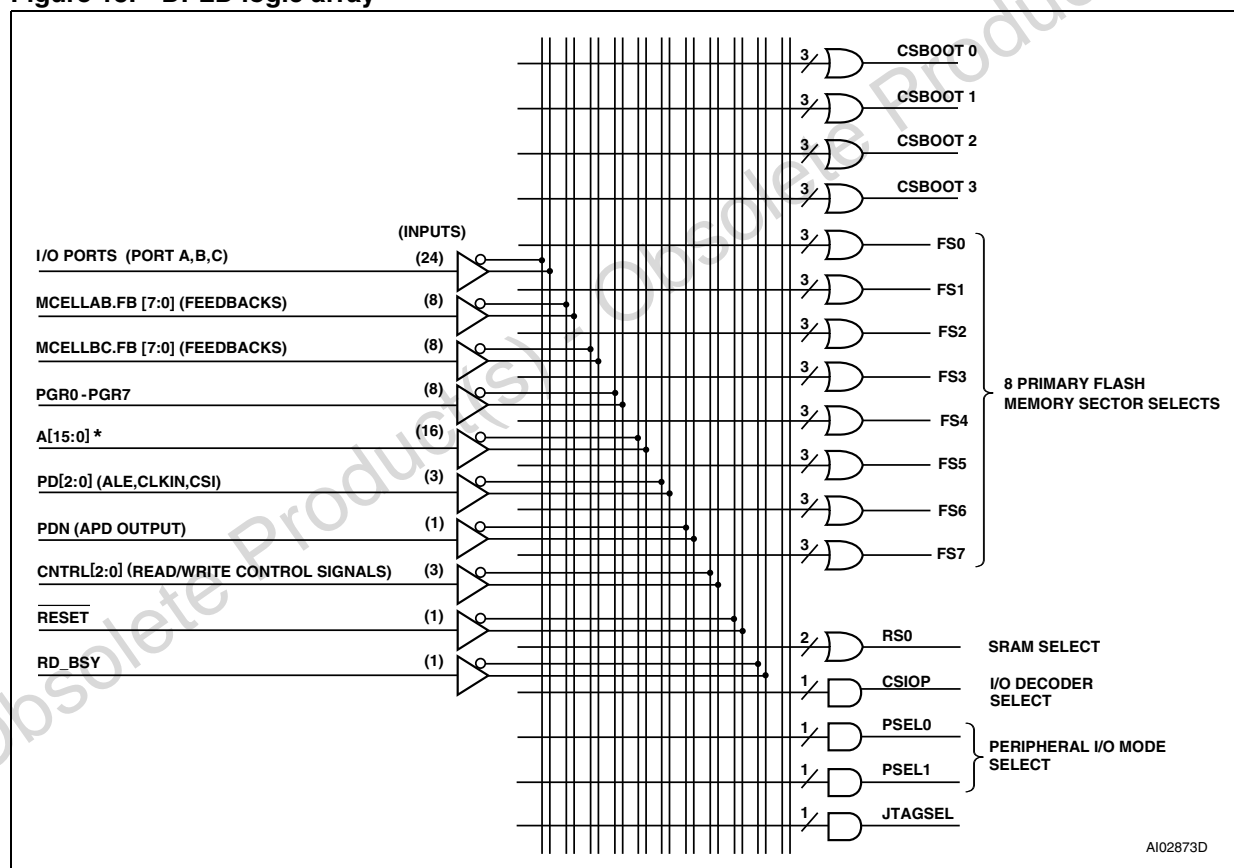 Figure 18. DPLD logic array
3 CSBOOT 0
3 CSBOOT 1
3 CSBOOT 2
3 CSBOOT 3
(INPUTS)
I/O PORTS (PORT A,B,C) (24)
MCELLAB.FB [7:0] (FEEDBACKS) (8)
MCELLBC.FB [7:0] (FEEDBACKS) (8)
PGR0 -PGR7 (8)
A[15:0] * (16)
PD[2:0] (ALE,CLKIN,CSI) (3)
PDN (APD OUTPUT) (1)
CNTRL[2:0] (READ/WRITE CONTROL SIGNALS) (3)
RESET (1)
RD_BSY (1)
3 FS0
3 FS1
3 FS2
3 FS3
3 FS4
3 FS5
3 FS6
3 FS7
8 PRIMARY FLASH
MEMORY SECTOR SELECTS
2 RS0 SRAM SELECT
1 CSIOP I/O DECODER
SELECT
1 PSEL0
1 PSEL1
PERIPHERAL I/O MODE
SELECT
1 JTAGSEL
AI02873D
Obsolete Product(s) - Obsolete Product